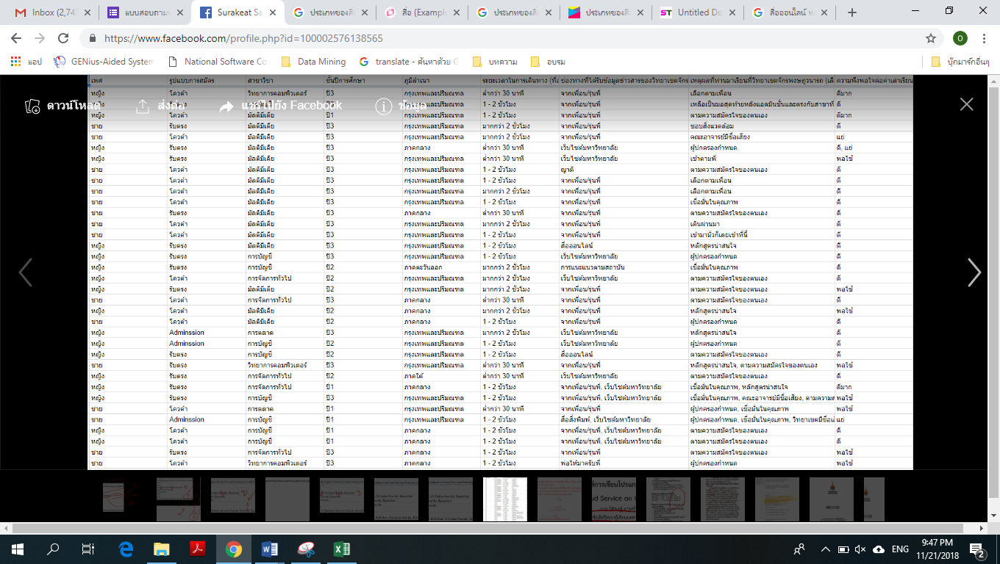 Inbox (2,743 แบบสอบถาม Surakeat Sa ประเภทของสื่ สื่อ (Example ประเภทของสื่ ประเภทของสื่ Untitled Do สื่อออนไลน์
https://www.facebook.com/profile.php?id=100002576138565
แอป GENius-Aided System National Software Co Data Mining translate - ค้นหาด้วย G บทความ อบรม บุ๊กมาร์กอื่นๆ
เพศ รูปแบบการสมัคร สาขาวิชา ชั้นปีการศึกษา ภูมิลำเนา ระยะเวลาในการเดินทาง (ที่อ ช่องทางที่ได้รับข้อมูลข่าวสารของวิทยาเขตจักร เหตุผลที่ท่านมาเรียนที่วิทยาเขตจักรพงษภูวนารถ (เลื ความพึงพอใจต่อค่าเล่าเรียน
หญิง โควต้า วิทยาการคอมพิวเตอร์ ปี3 กรุงเทพและปริมณฑล ต่ำกว่า 30 นาที จากเพื่อน/รุ่นพี่ เลือกตามเพื่อน ดีมาก
ดาวน์โหลด ส่งต่อ แชร์ไปยัง Facebook ข้อมูล
หญิง ปี3 กรุงเทพและปริมณฑล 1 - 2 ชั่วโมง จากเพื่อน/รุ่นพี่ เหลือเป็นมอสุดท้ายหลังแอดมินชั่นและตรงกับสาขาที่ ดี
หญิง โควต้า มัลติมีเดีย ปี1 กรุงเทพและปริมณฑล 1 - 2 ชั่วโมง จากเพื่อน/รุ่นพี่ ตามความสมัครใจของตนเอง ดีมาก
ชาย รับตรง มัลติมีเดีย ปี3 กรุงเทพและปริมณฑล มากกว่า 2 ชั่วโมง จากเพื่อน/รุ่นพี่ ชอบสิ่งแวดล้อม ดี
ชาย โควต้า มัลติมีเดีย ปี3 กรุงเทพและปริมณฑล มากกว่า 2 ชั่วโมง จากเพื่อน/รุ่นพี่ คณะอาจารย์มีชื่อเสียง แย่
หญิง รับตรง มัลติมีเดีย ปี3 ภาคกลาง ต่ำกว่า 30 นาที เว็บไซต์มหาวิทยาลัย ผู้ปกครองกำหนด ดี, แย่
หญิง รับตรง มัลติมีเดีย ปี3 กรุงเทพและปริมณฑล ต่ำกว่า 30 นาที เว็บไซต์มหาวิทยาลัย เข้าตามพี่ พอใช้
ชาย โควต้า มัลติมีเดีย ปี3 กรุงเทพและปริมณฑล 1 - 2 ชั่วโมง ญาติ ตามความสมัครใจของตนเอง ดี
ชาย โควต้า มัลติมีเดีย ปี3 กรุงเทพและปริมณฑล 1 - 2 ชั่วโมง จากเพื่อน/รุ่นพี่ เลือกตามเพื่อน ดี
ชาย โควต้า มัลติมีเดีย ปี3 กรุงเทพและปริมณฑล มากกว่า 2 ชั่วโมง จากเพื่อน/รุ่นพี่ เลือกตามเพื่อน ดี
ชาย โควต้า มัลติมีเดีย ปี3 กรุงเทพและปริมณฑล 1 - 2 ชั่วโมง จากเพื่อน/รุ่นพี่ เชื่อมั่นในคุณภาพ ดี
ชาย โควต้า มัลติมีเดีย ปี3 ภาคกลาง ต่ำกว่า 30 นาที จากเพื่อน/รุ่นพี่ ตามความสมัครใจของตนเอง ดี
ชาย โควต้า มัลติมีเดีย ปี3 กรุงเทพและปริมณฑล มากกว่า 2 ชั่วโมง จากเพื่อน/รุ่นพี่ เดินผ่านมา ดี
ชาย โควต้า มัลติมีเดีย ปี3 กรุงเทพและปริมณฑล 1 - 2 ชั่วโมง จากเพื่อน/รุ่นพี่ เข้ามามั่วก็เลยเข้าที่นี้ ดี
หญิง รับตรง มัลติมีเดีย ปี3 กรุงเทพและปริมณฑล 1 - 2 ชั่วโมง สื่อออนไลน์ หลักสูตรน่าสนใจ ดี
หญิง รับตรง การบัญชี ปี3 กรุงเทพและปริมณฑล 1 - 2 ชั่วโมง เว็บไซต์มหาวิทยาลัย ผู้ปกครองกำหนด ดี
หญิง รับตรง การบัญชี ปี2 ภาคตะวันออก มากกว่า 2 ชั่วโมง การแนะแนวตามสถาบัน เชื่อมั่นในคุณภาพ ดี
หญิง โควต้า การจัดการทั่วไป ปี2 กรุงเทพและปริมณฑล มากกว่า 2 ชั่วโมง เว็บไซต์มหาวิทยาลัย ตามความสมัครใจของตนเอง ดี
หญิง รับตรง มัลติมีเดีย ปี2 กรุงเทพและปริมณฑล มากกว่า 2 ชั่วโมง จากเพื่อน/รุ่นพี่ ตามความสมัครใจของตนเอง พอใช้
ชาย โควต้า การจัดการทั่วไป ปี3 ภาคกลาง ต่ำกว่า 30 นาที จากเพื่อน/รุ่นพี่ ตามความสมัครใจของตนเอง ดี
หญิง โควต้า มัลติมีเดีย ปี2 ภาคกลาง มากกว่า 2 ชั่วโมง จากเพื่อน/รุ่นพี่ หลักสูตรน่าสนใจ พอใช้
ชาย โควต้า มัลติมีเดีย ปี2 ภาคกลาง 1 - 2 ชั่วโมง จากเพื่อน/รุ่นพี่ ผู้ปกครองกำหนด ดี
หญิง Adminssion การตลาด ปี3 กรุงเทพและปริมณฑล มากกว่า 2 ชั่วโมง เว็บไซต์มหาวิทยาลัย หลักสูตรน่าสนใจ ดี
หญิง Adminssion การบัญชี ปี2 กรุงเทพและปริมณฑล 1 - 2 ชั่วโมง เว็บไซต์มหาวิทยาลัย ผู้ปกครองกำหนด ดี
หญิง รับตรง การบัญชี ปี2 กรุงเทพและปริมณฑล 1 - 2 ชั่วโมง สื่อออนไลน์ ตามความสมัครใจของตนเอง ดี
ชาย รับตรง วิทยาการคอมพิวเตอร์ ปี3 กรุงเทพและปริมณฑล ต่ำกว่า 30 นาที จากเพื่อน/รุ่นพี่ หลักสูตรน่าสนใจ, ตามความสมัครใจของตนเอง พอใช้
หญิง รับตรง การจัดการทั่วไป ปี2 ภาคใต้ ต่ำกว่า 30 นาที เว็บไซต์มหาวิทยาลัย ตามความสมัครใจของตนเอง ดี
หญิง รับตรง การจัดการทั่วไป ปี1 ภาคกลาง 1 - 2 ชั่วโมง จากเพื่อน/รุ่นพี่, เว็บไซต์มหาวิทยาลัย เชื่อมั่นในคุณภาพ, หลักสูตรน่าสนใจ ดีมาก
หญิง รับตรง การบัญชี ปี3 กรุงเทพและปริมณฑล 1 - 2 ชั่วโมง จากเพื่อน/รุ่นพี่, เว็บไซต์มหาวิทยาลัย เชื่อมั่นในคุณภาพ, คณะอาจารย์มีชื่อเสียง, ตามความส พอใช้
ชาย โควต้า การตลาด ปี1 กรุงเทพและปริมณฑล ต่ำกว่า 30 นาที จากเพื่อน/รุ่นพี่ ผู้ปกครองกำหนด, เชื่อมั่นในคุณภาพ พอใช้
ชาย Adminssion การบัญชี ปี1 กรุงเทพและปริมณฑล 1 - 2 ชั่วโมง สื่อสิ่งพิมพ์, เว็บไซต์มหาวิทยาลัย ผู้ปกครองกำหนด, เชื่อมั่นในคุณภาพ, วิทยาเขตมีชื่อเ แย่
หญิง โควต้า การบัญชี ปี1 ภาคกลาง 1 - 2 ชั่วโมง จากเพื่อน/รุ่นพี่, เว็บไซต์มหาวิทยาลัย ตามความสมัครใจของตนเอง ดี
หญิง โควต้า การบัญชี ปี1 ภาคกลาง 1 - 2 ชั่วโมง จากเพื่อน/รุ่นพี่, เว็บไซต์มหาวิทยาลัย ตามความสมัครใจของตนเอง ดี
ชาย รับตรง การจัดการทั่วไป ปี3 ภาคกลาง 1 - 2 ชั่วโมง จากเพื่อน/รุ่นพี่ ตามความสมัครใจของตนเอง พอใช้
ชาย โควต้า วิทยาการคอมพิวเตอร์ ปี3 ภาคกลาง 1 - 2 ชั่วโมง พ่อให้มาครับพี่ ผู้ปกครองกำหนด พอใช้
ENG 9:47 PM
11/21/2018 2